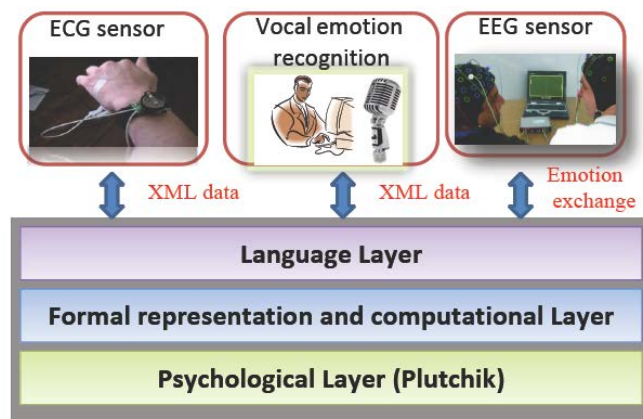 ECG sensor
Vocal emotion
recognition
EEG sensor
XML data
XML data
Emotion
exchange
Language Layer
Formal representation and computational Layer
Psychological Layer (Plutchik)